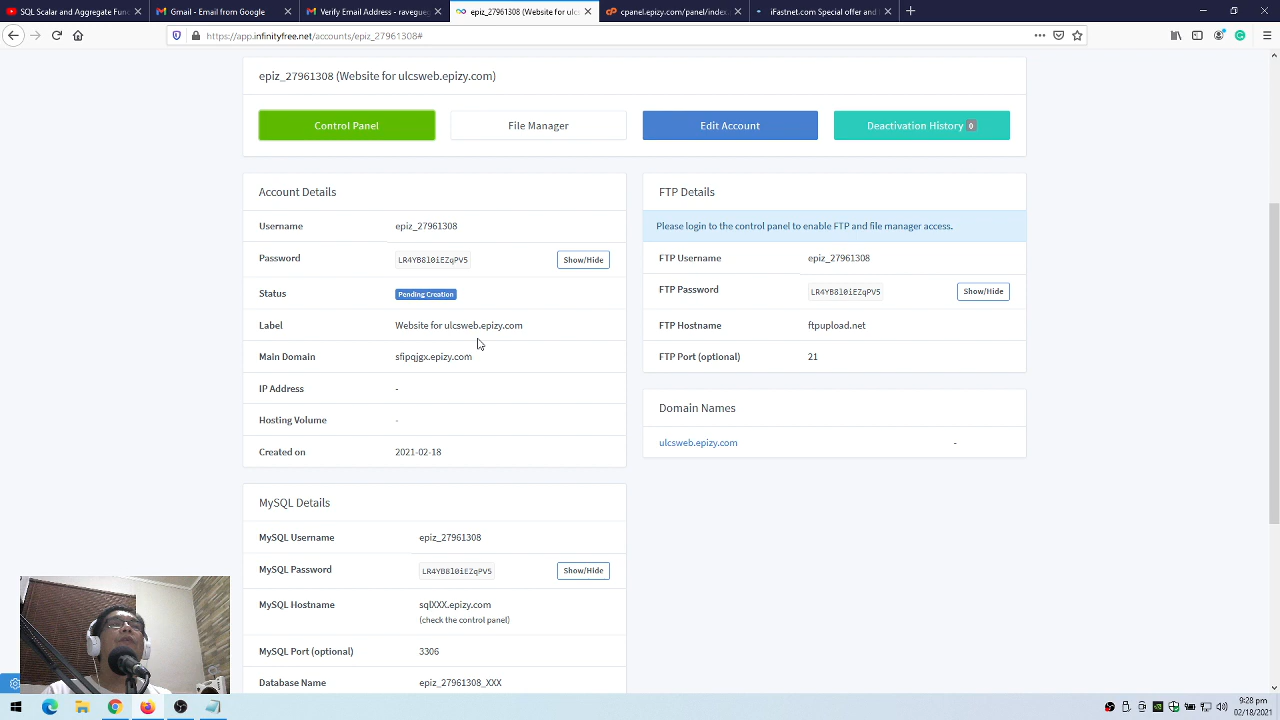 SQL Scalar and Aggregate Func
Gmail - Email from Google
Verify Email Address - ravegueg
epiz_27961308 (Website for ulc
cpanel.epizy.com/panel/index
iFastnet.com Special offer and
https://app.infinityfree.net/accounts/epiz_27961308#
epiz_27961308 (Website for ulcsweb.epizy.com)
Control Panel
File Manager
Edit Account
Deactivation History 0
Account Details
Username epiz_27961308
Password LR4YB8l0iEZqPV5 Show/Hide
Status Pending Creation
Label Website for ulcsweb.epizy.com
Main Domain sfipqjgx.epizy.com
IP Address -
Hosting Volume -
Created on 2021-02-18
FTP Details
Please login to the control panel to enable FTP and file manager access.
FTP Username epiz_27961308
FTP Password LR4YB8l0iEZqPV5 Show/Hide
FTP Hostname ftpupload.net
FTP Port (optional) 21
Domain Names
ulcsweb.epizy.com -
MySQL Details
MySQL Username epiz_27961308
MySQL Password LR4YB8l0iEZqPV5 Show/Hide
MySQL Hostname sqlXXX.epizy.com
(check the control panel)
MySQL Port (optional) 3306
Database Name epiz_27961308_XXX
9:28 pm
02/18/2021